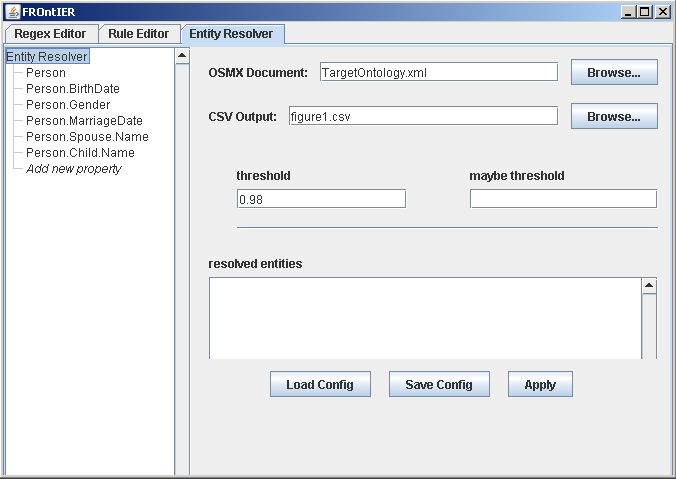 FROntIER
Regex Editor Rule Editor Entity Resolver
Entity Resolver
Person
Person.BirthDate
Person.Gender
Person.MarriageDate
Person.Spouse.Name
Person.Child.Name
Add new property
OSMX Document: TargetOntology.xml Browse...
CSV Output: figure1.csv Browse...
threshold maybe threshold
0.98
resolved entities
Load Config Save Config Apply